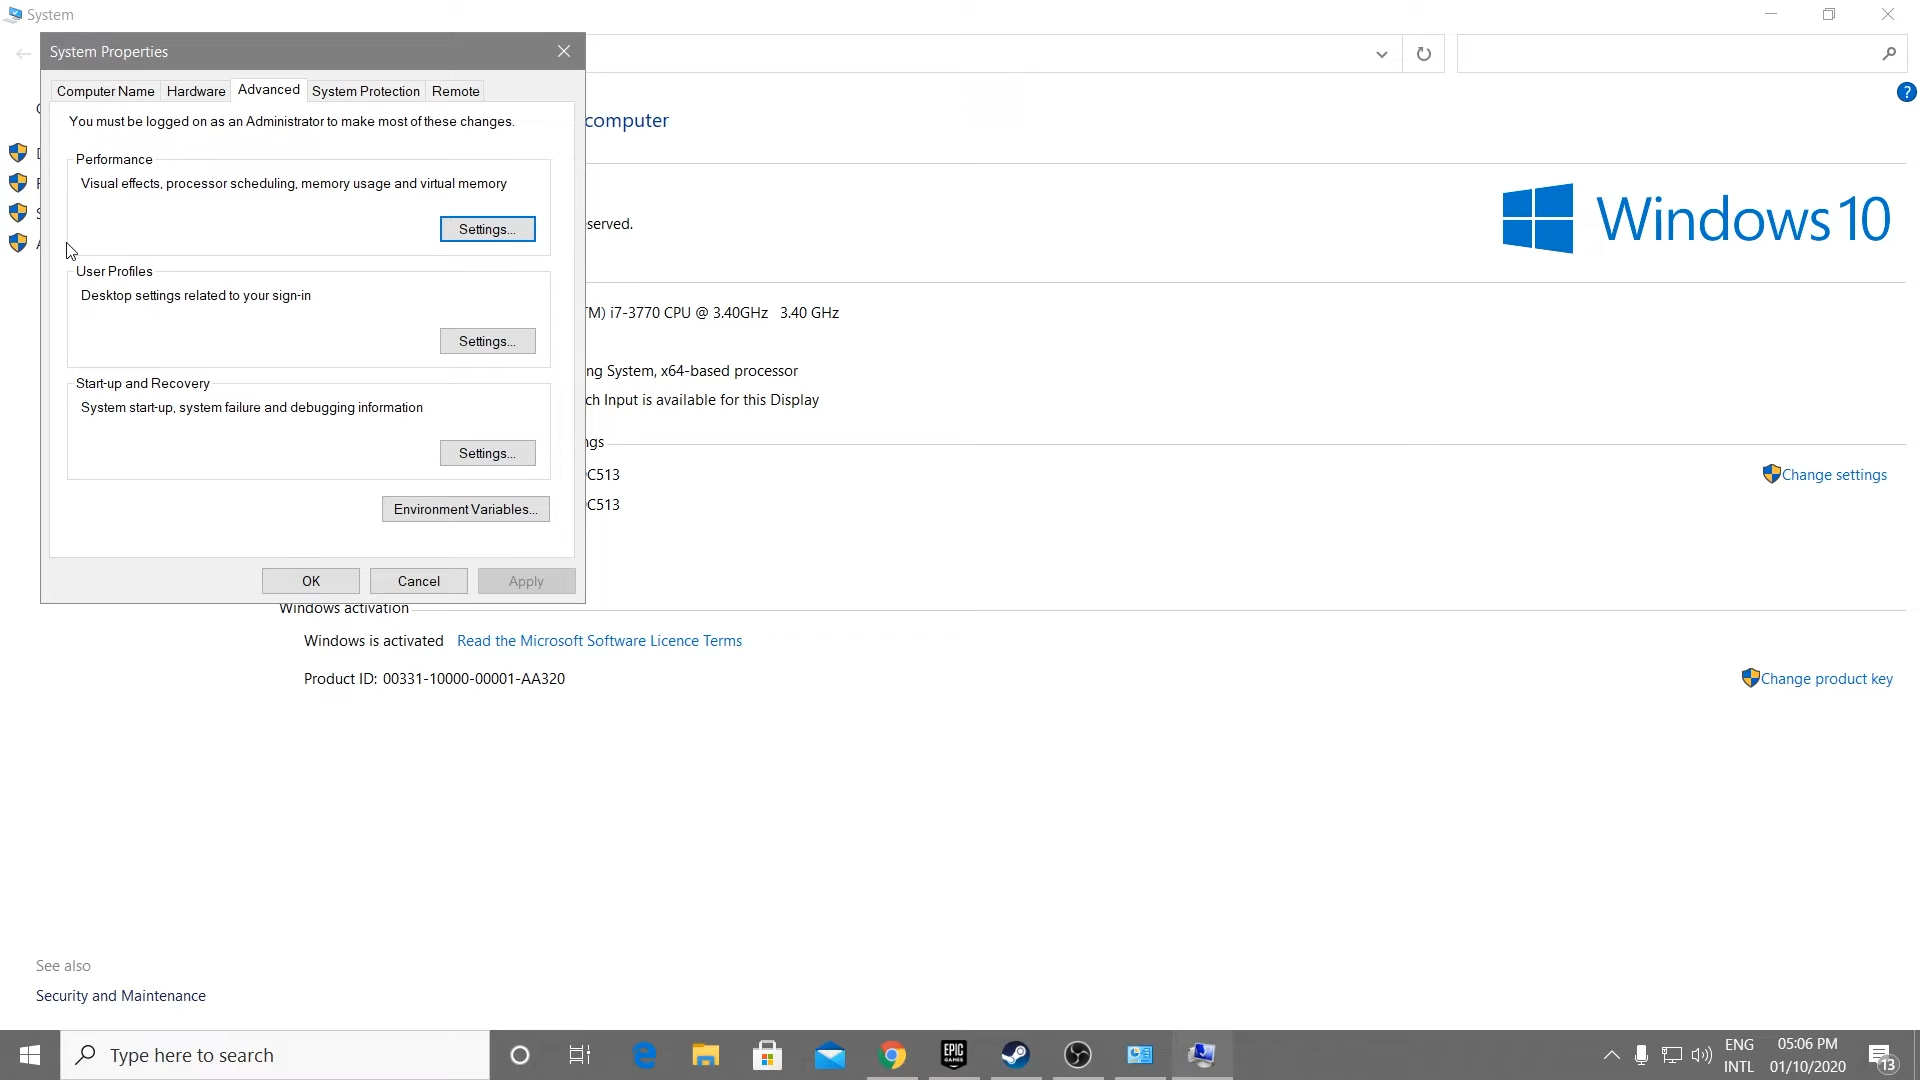 System
System Properties
Computer Name Hardware Advanced System Protection Remote
You must be logged on as an Administrator to make most of these changes.
Performance
Visual effects, processor scheduling, memory usage and virtual memory
Settings...
User Profiles
Desktop settings related to your sign-in
Settings...
Start-up and Recovery
System start-up, system failure and debugging information
Settings...
Environment Variables...
OK Cancel Apply
computer
served.
Windows 10
M) i7-3770 CPU @ 3.40GHz 3.40 GHz
ng System, x64-based processor
ch Input is available for this Display
ngs
C513
Change settings
C513
Windows activation
Windows is activated Read the Microsoft Software Licence Terms
Product ID: 00331-10000-00001-AA320
Change product key
See also
Security and Maintenance
Type here to search
EPIC
GAMES
ENG
INTL
05:06 PM
01/10/2020
13